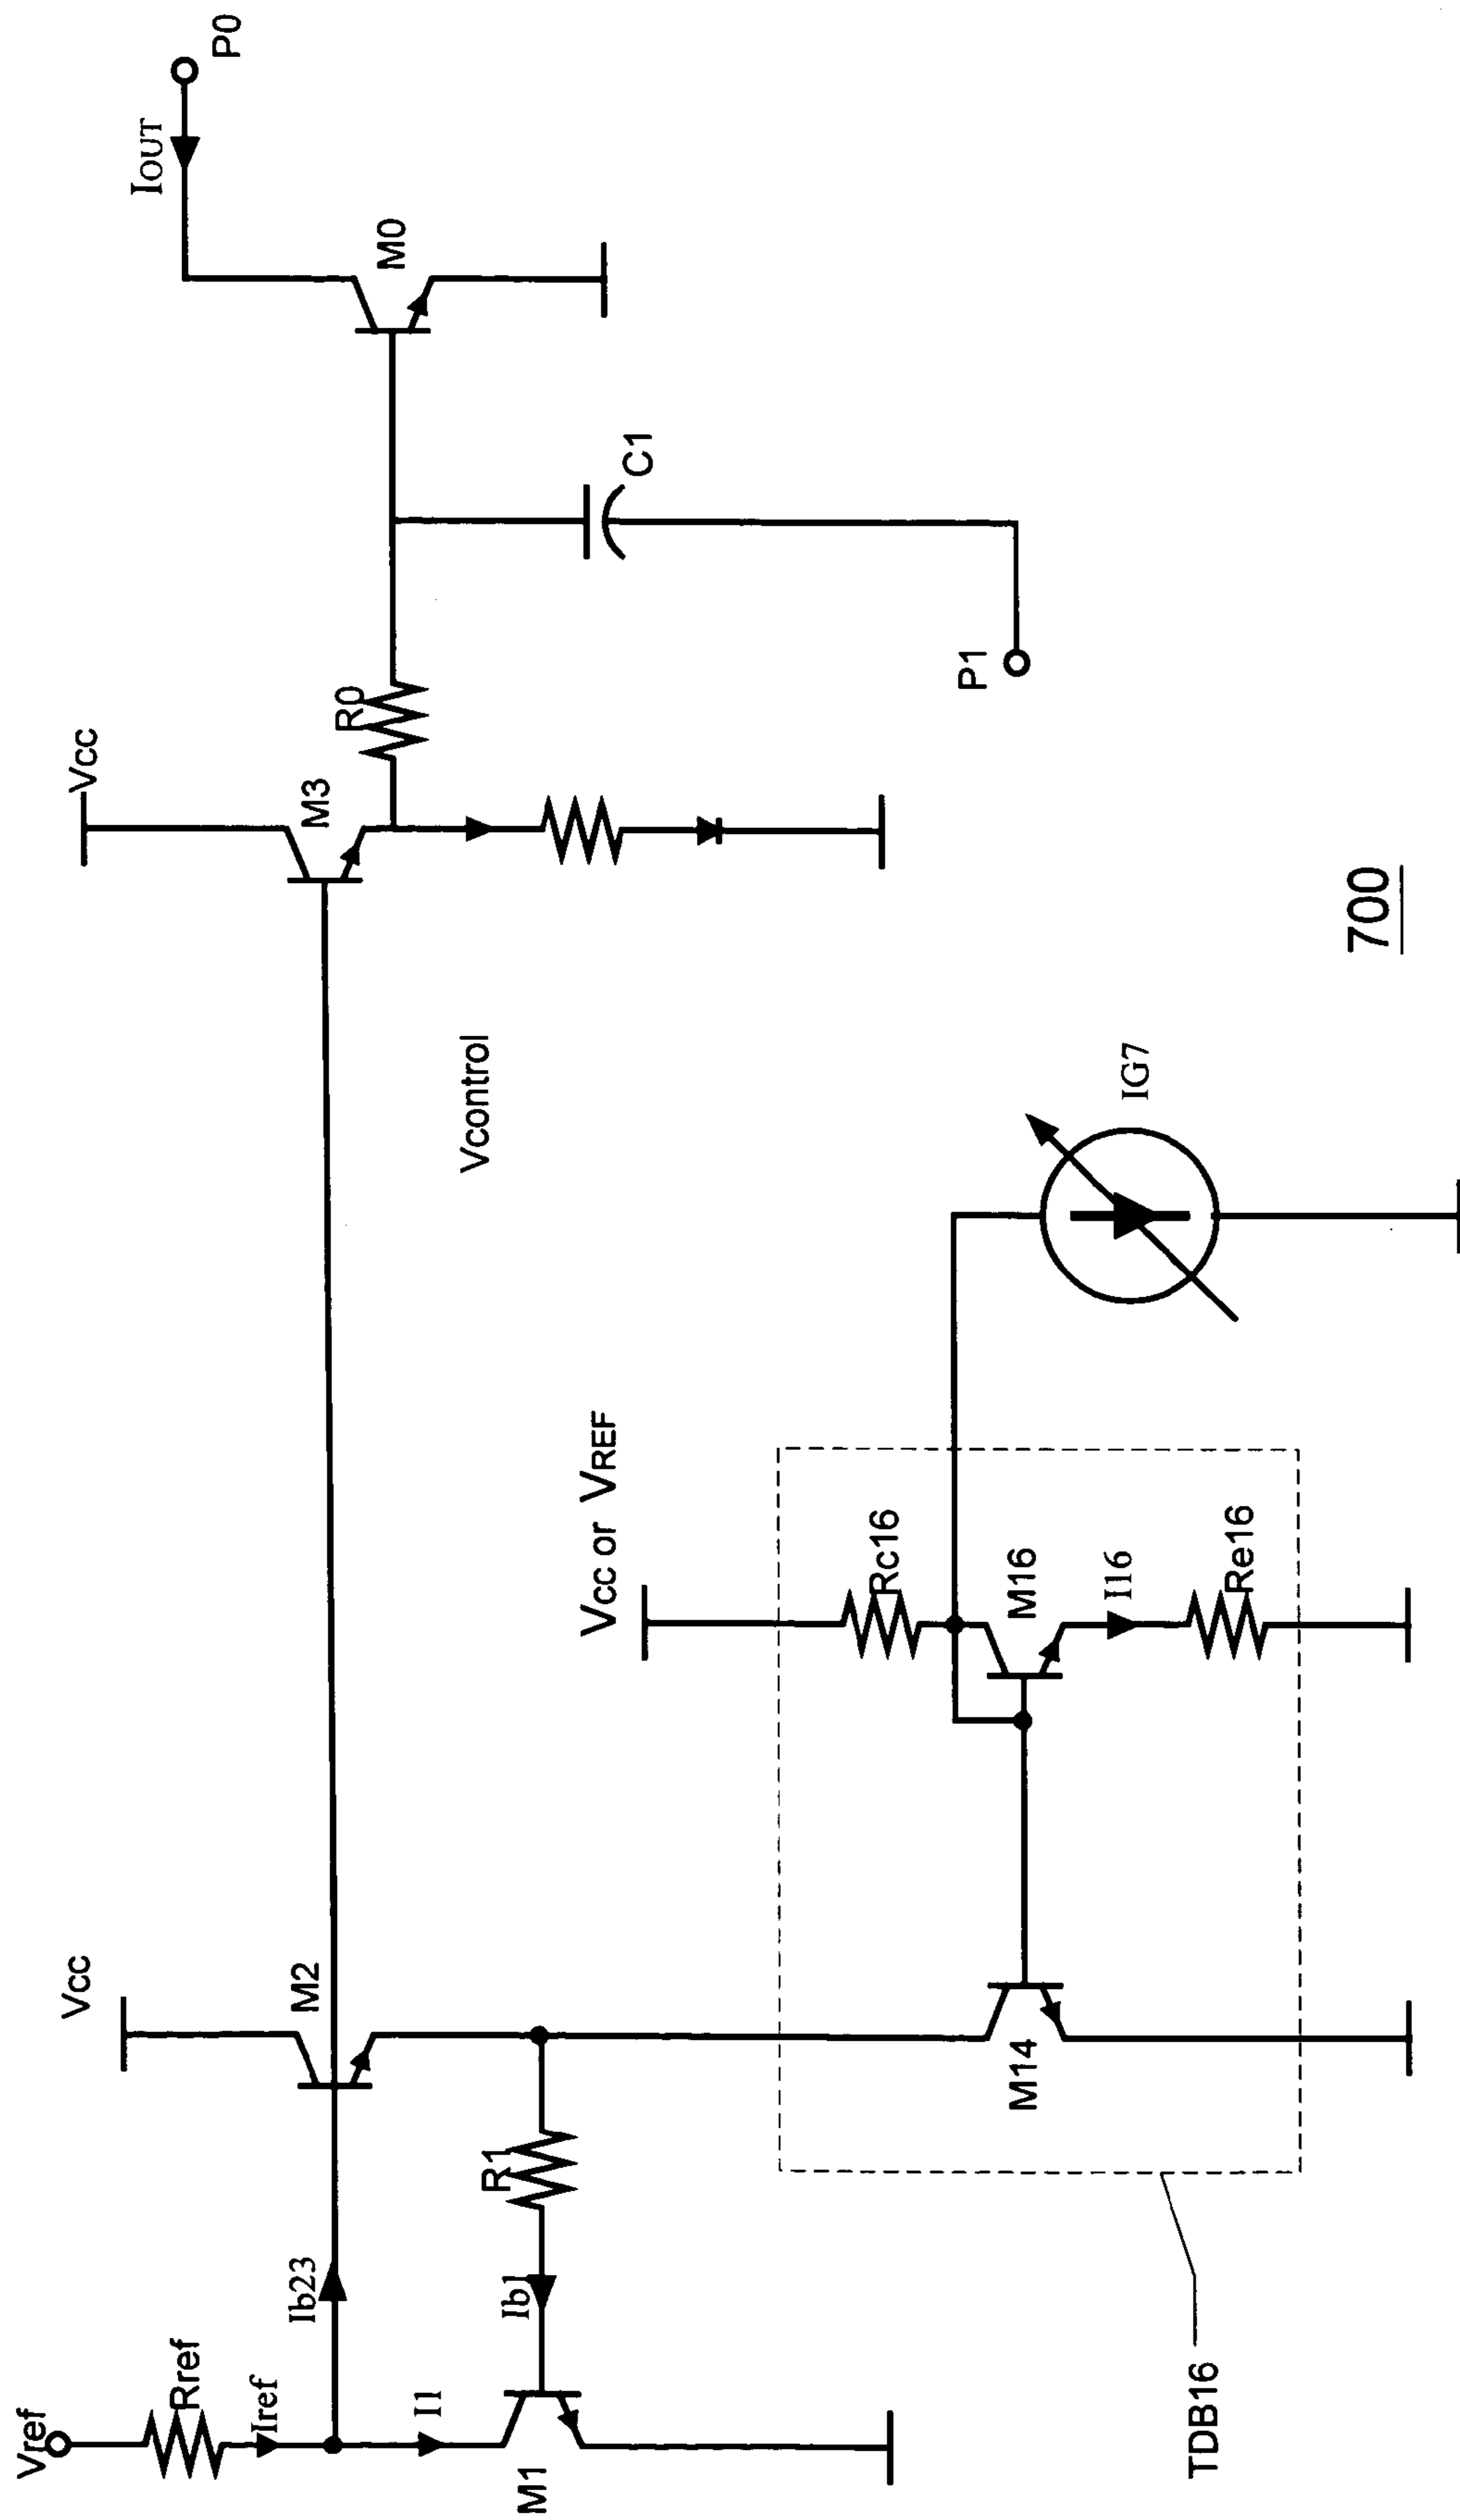 Vref
Rref
Iref
Ib23
I1
M1
Ib1
R1
Vcc
M2
M14
TDB16
Vcc or VREF
Rc16
M16
I16
Re16
IG7
Vcontrol
Vcc
M3
R0
P1
C1
M0
IOUT
P0
700